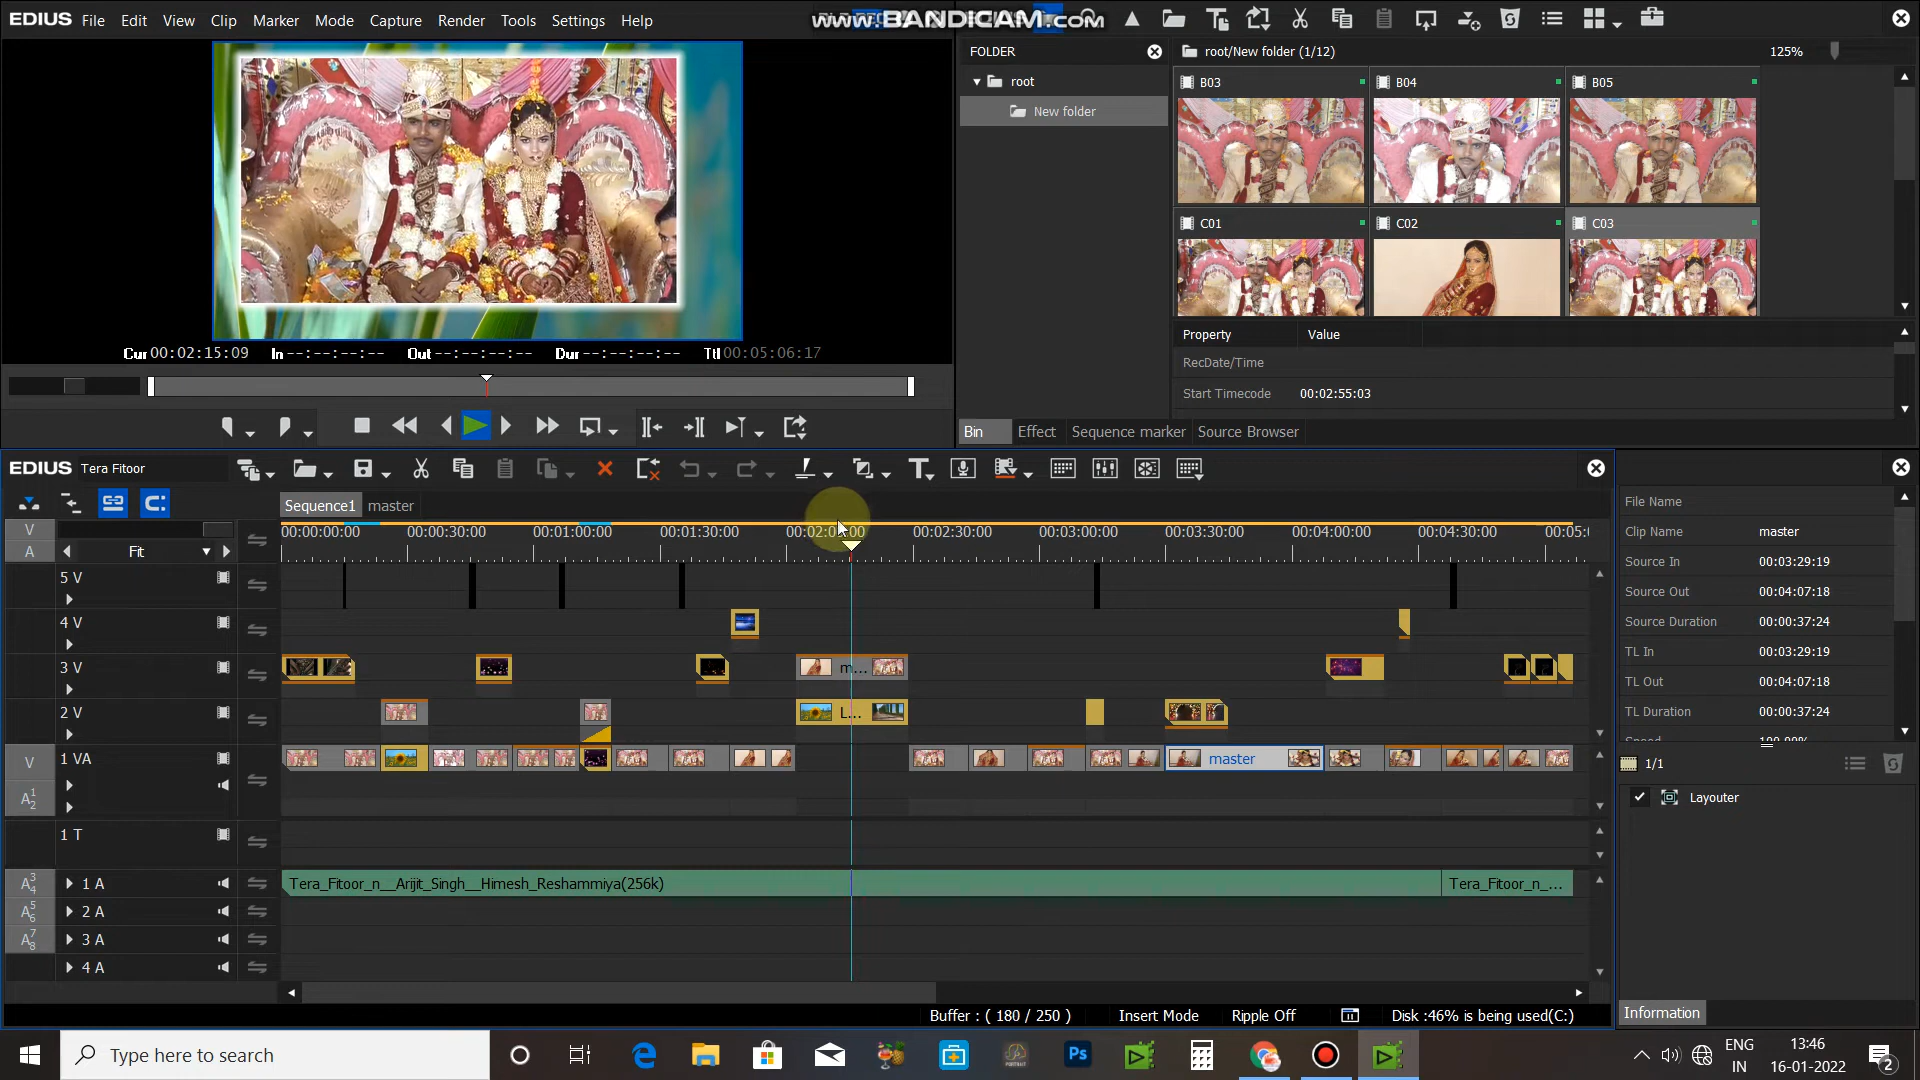 EDIUS File Edit View Clip Marker Mode Capture Render Tools Settings Help
www.BANDICAM.com
FOLDER
root
New folder
root/New folder (1/12)
125%
B03 B04 B05
C01 C02 C03
Property Value
RecDate/Time
Start Timecode 00:02:55:03
Bin Effect Sequence marker Source Browser
Cur 00:02:15:09 In --:--:--:-- Out --:--:--:-- Dur --:--:--:-- Ttl 00:05:06:17
EDIUS Tera Fitoor
Sequence1 master
V
A
Fit
00:00:00:00 00:00:30:00 00:01:00:00 00:01:30:00 00:02:00:00 00:02:30:00 00:03:00:00 00:03:30:00 00:04:00:00 00:04:30:00 00:05:
5 V
4 V
3 V
m...
2 V
L...
V 1 VA
master
A 1 2
1 T
A 3 4 1 A Tera_Fitoor_n__Arijit_Singh__Himesh_Reshammiya(256k) Tera_Fitoor_n_...
A 5 6 2 A
A 7 8 3 A
4 A
File Name
Clip Name master
Source In 00:03:29:19
Source Out 00:04:07:18
Source Duration 00:00:37:24
TL In 00:03:29:19
TL Out 00:04:07:18
TL Duration 00:00:37:24
1/1
Layouter
Information
Buffer : ( 180 / 250 ) Insert Mode Ripple Off Disk :46% is being used(C:)
Type here to search
Ps
ENG
IN
13:46
16-01-2022
2